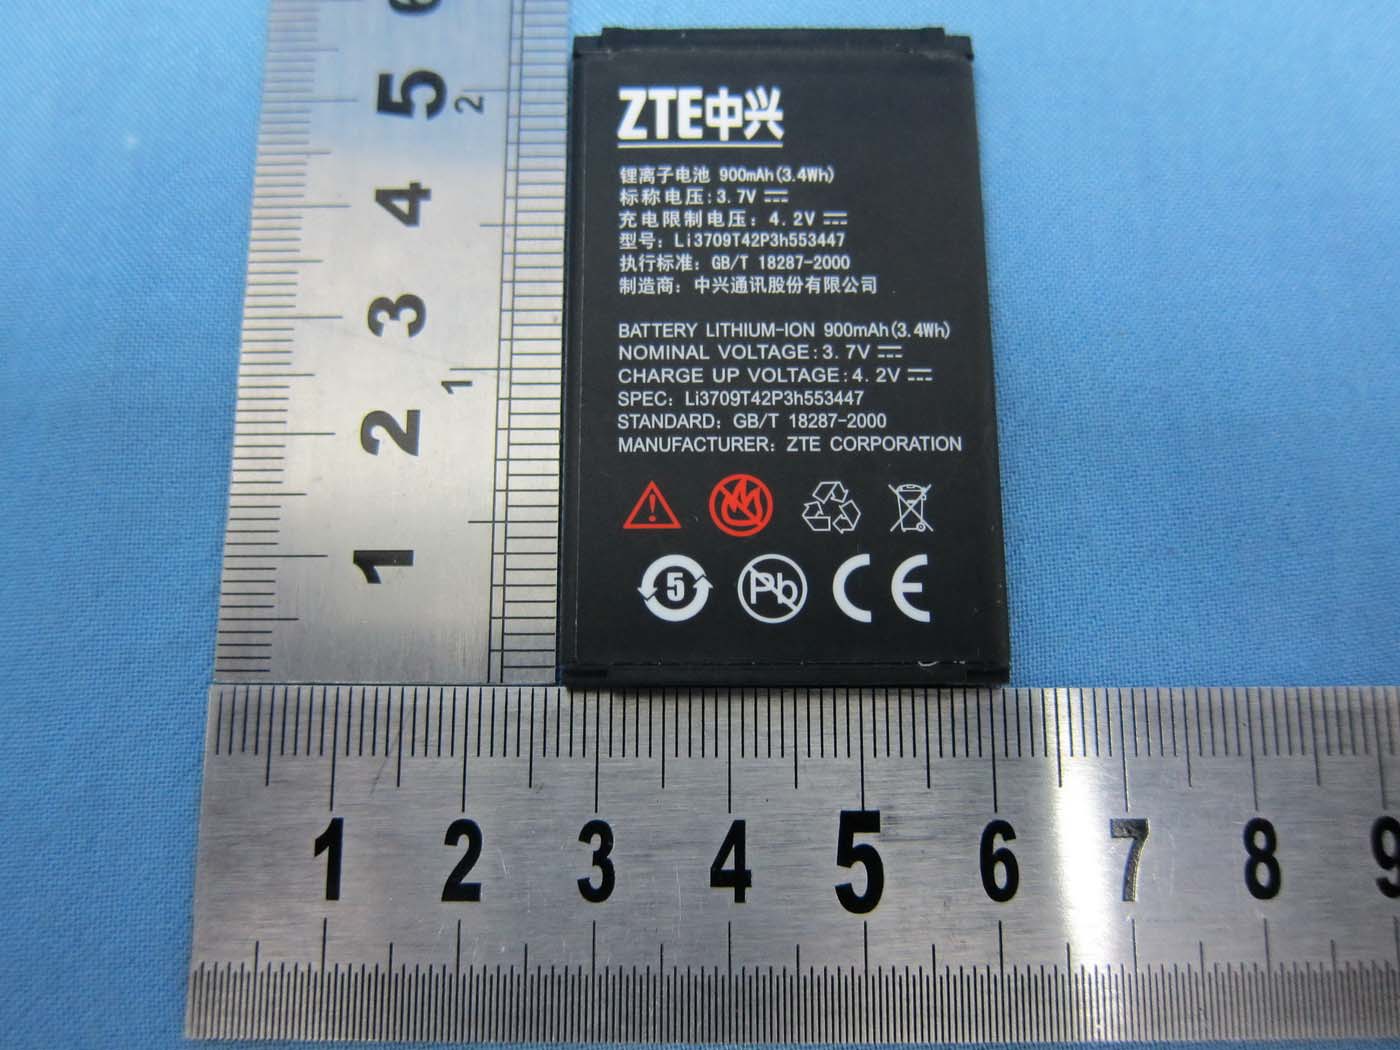 ZTE中兴
锂离子电池 900mAh(3.4Wh)
标称电压:3.7V
充电限制电压: 4.2V
型号: Li3709T42P3h553447
执行标准: GB/T 18287-2000
制造商: 中兴通讯股份有限公司
BATTERY LITHIUM-ION 900mAh(3.4Wh)
NOMINAL VOLTAGE:3.7V
CHARGE UP VOLTAGE:4.2V
SPEC: Li3709T42P3h553447
STANDARD: GB/T 18287-2000
MANUFACTURER: ZTE CORPORATION
5 Pb CE
6
5
2
4
3
1
2
1
1 2 3 4 5 6 7 8 9